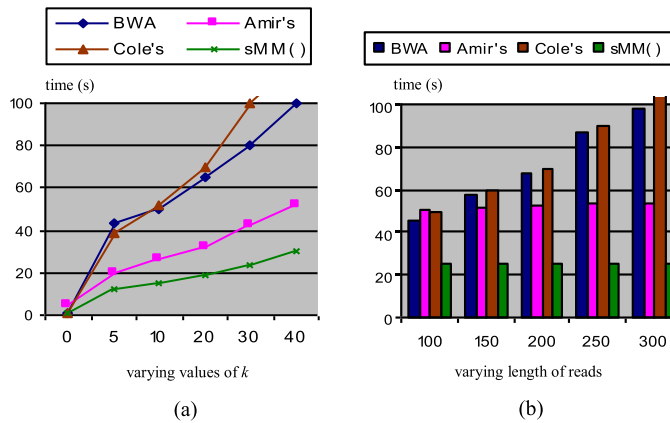 BWA Amir's
Cole's sMM( )
time (s)
100
80
60
40
20
0
0 5 10 20 30 40
varying values of k
(a)
BWA Amir's Cole's sMM( )
time (s)
100
80
60
40
20
0
100 150 200 250 300
varying length of reads
(b)